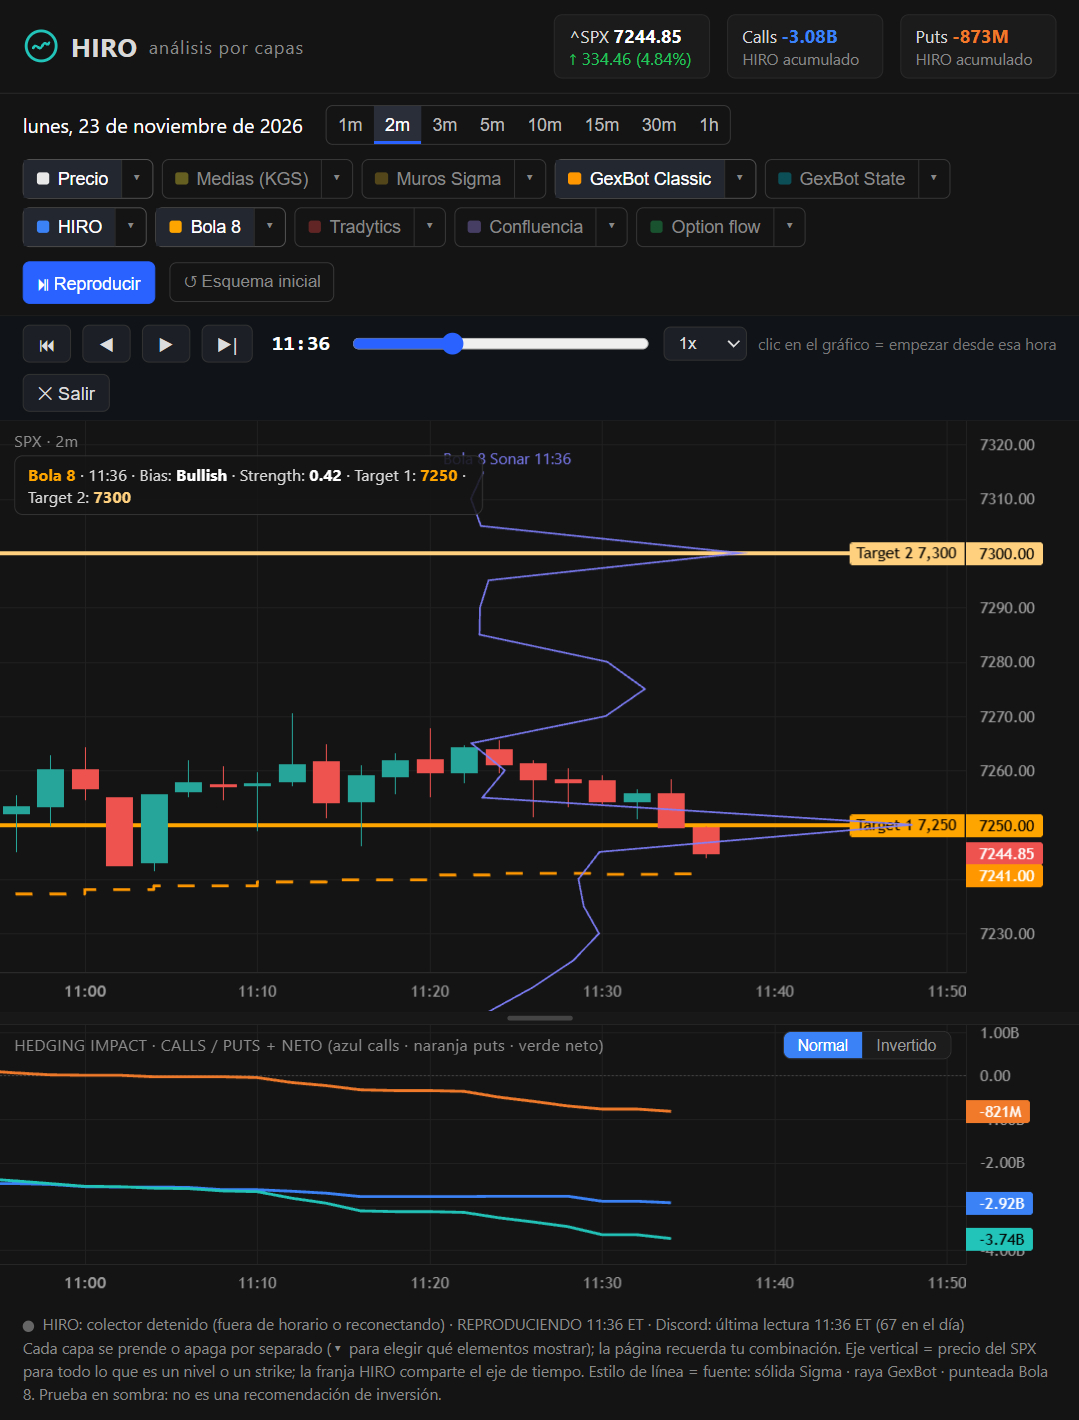 HIRO análisis por capas
^SPX 7244.85
↑ 334.46 (4.84%)
Calls -3.08B
HIRO acumulado
Puts -873M
HIRO acumulado
lunes, 23 de noviembre de 2026
1m 2m 3m 5m 10m 15m 30m 1h
Precio ▾ Medias (KGS) ▾ Muros Sigma ▾ GexBot Classic ▾ GexBot State ▾
HIRO ▾ Bola 8 ▾ Tradytics ▾ Confluencia ▾ Option flow ▾
⏯ Reproducir ↺ Esquema inicial
⏮ ◀ ▶ ▶| 11:36 1x clic en el gráfico = empezar desde esa hora
✕ Salir
SPX · 2m
Bola 8 Sonar 11:36
Bola 8 · 11:36 · Bias: Bullish · Strength: 0.42 · Target 1: 7250 ·
Target 2: 7300
7320.00
7310.00
Target 2 7,300 7300.00
7290.00
7280.00
7270.00
7260.00
Target 1 7,250 7250.00
7244.85
7241.00
7230.00
11:00 11:10 11:20 11:30 11:40 11:50
HEDGING IMPACT · CALLS / PUTS + NETO (azul calls · naranja puts · verde neto)
Normal Invertido
1.00B
0.00
-821M
-2.00B
-2.92B
-3.74B
-4.00B
11:00 11:10 11:20 11:30 11:40 11:50
HIRO: colector detenido (fuera de horario o reconectando) · REPRODUCIENDO 11:36 ET · Discord: última lectura 11:36 ET (67 en el día)
Cada capa se prende o apaga por separado (▾ para elegir qué elementos mostrar); la página recuerda tu combinación. Eje vertical = precio del SPX
para todo lo que es un nivel o un strike; la franja HIRO comparte el eje de tiempo. Estilo de línea = fuente: sólida Sigma · raya GexBot · punteada Bola
8. Prueba en sombra: no es una recomendación de inversión.